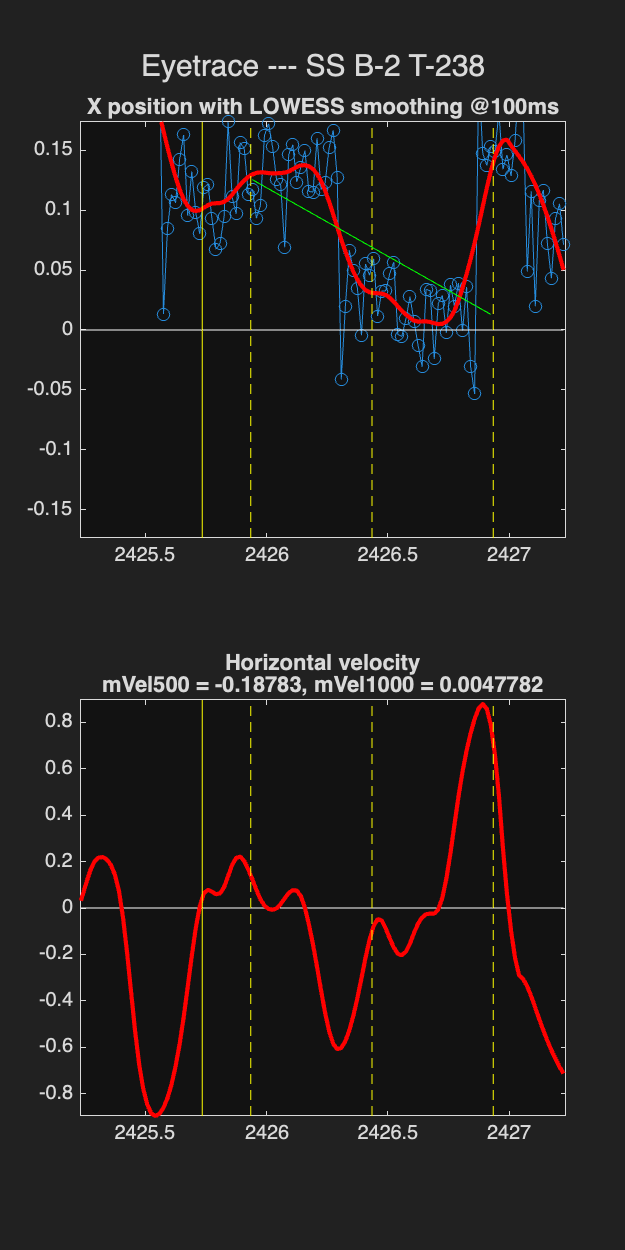 Eyetrace --- SS B-2 T-238
X position with LOWESS smoothing @100ms
0.15
0.1
0.05
0
-0.05
-0.1
-0.15
2425.5 2426 2426.5 2427
Horizontal velocity
mVel500 = -0.18783, mVel1000 = 0.0047782
0.8
0.6
0.4
0.2
0
-0.2
-0.4
-0.6
-0.8
2425.5 2426 2426.5 2427